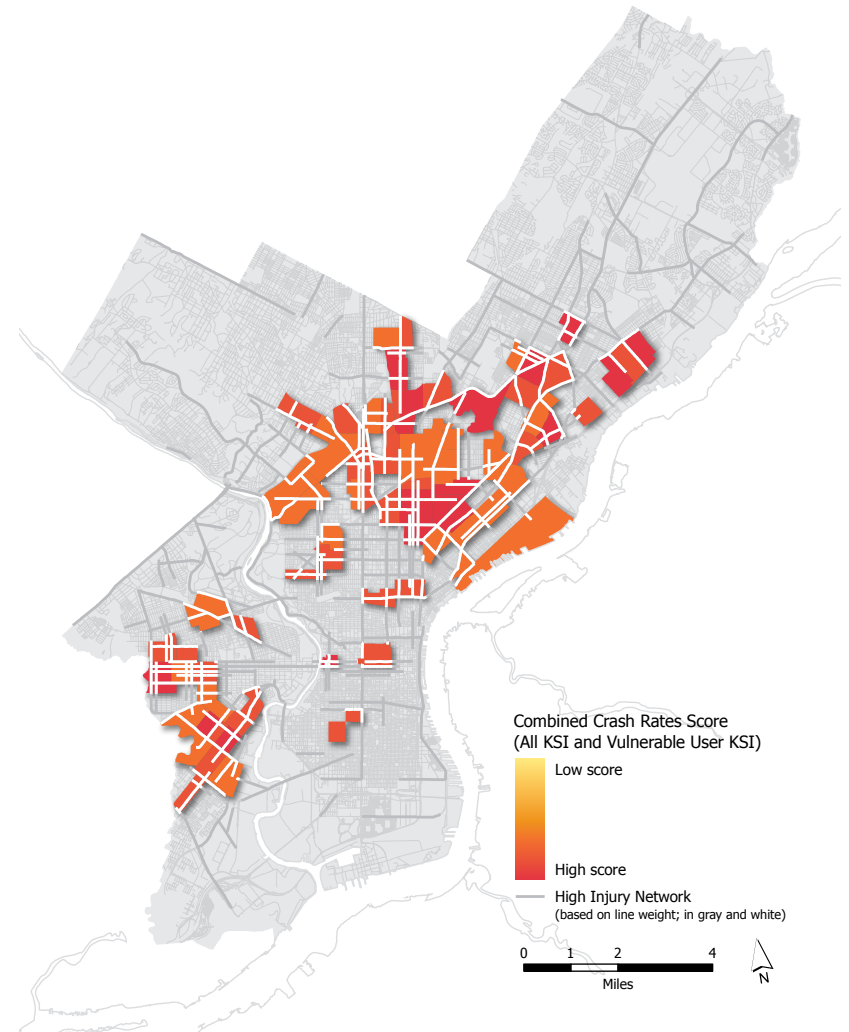 Combined Crash Rates Score
(All KSI and Vulnerable User KSI)
Low score
High score
High Injury Network
(based on line weight; in gray and white)
0 1 2 4
Miles
N